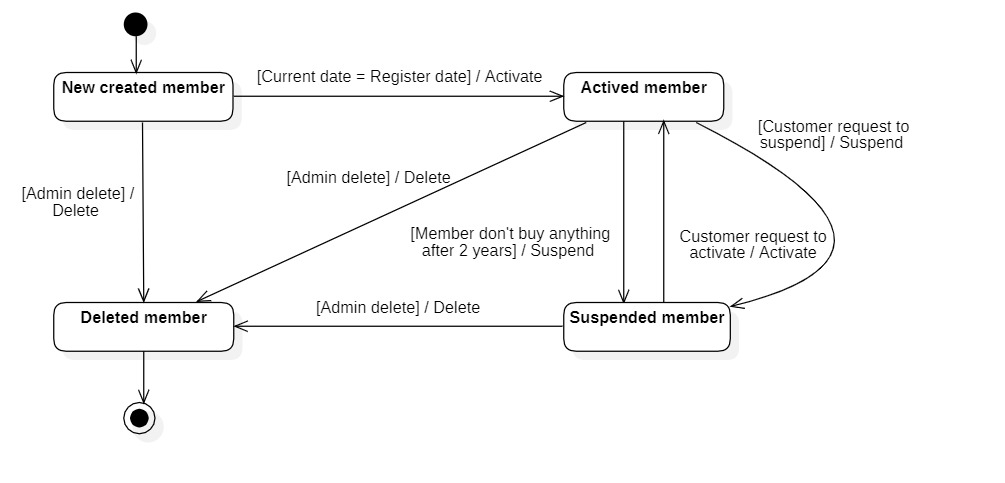 [Current date = Register date] / Activate
New created member
Actived member
[Customer request to
suspend] / Suspend
[Admin delete] / Delete
[Admin delete] /
Delete
[Member don't buy anything
after 2 years] / Suspend
Customer request to
activate / Activate
[Admin delete] / Delete
Deleted member
Suspended member